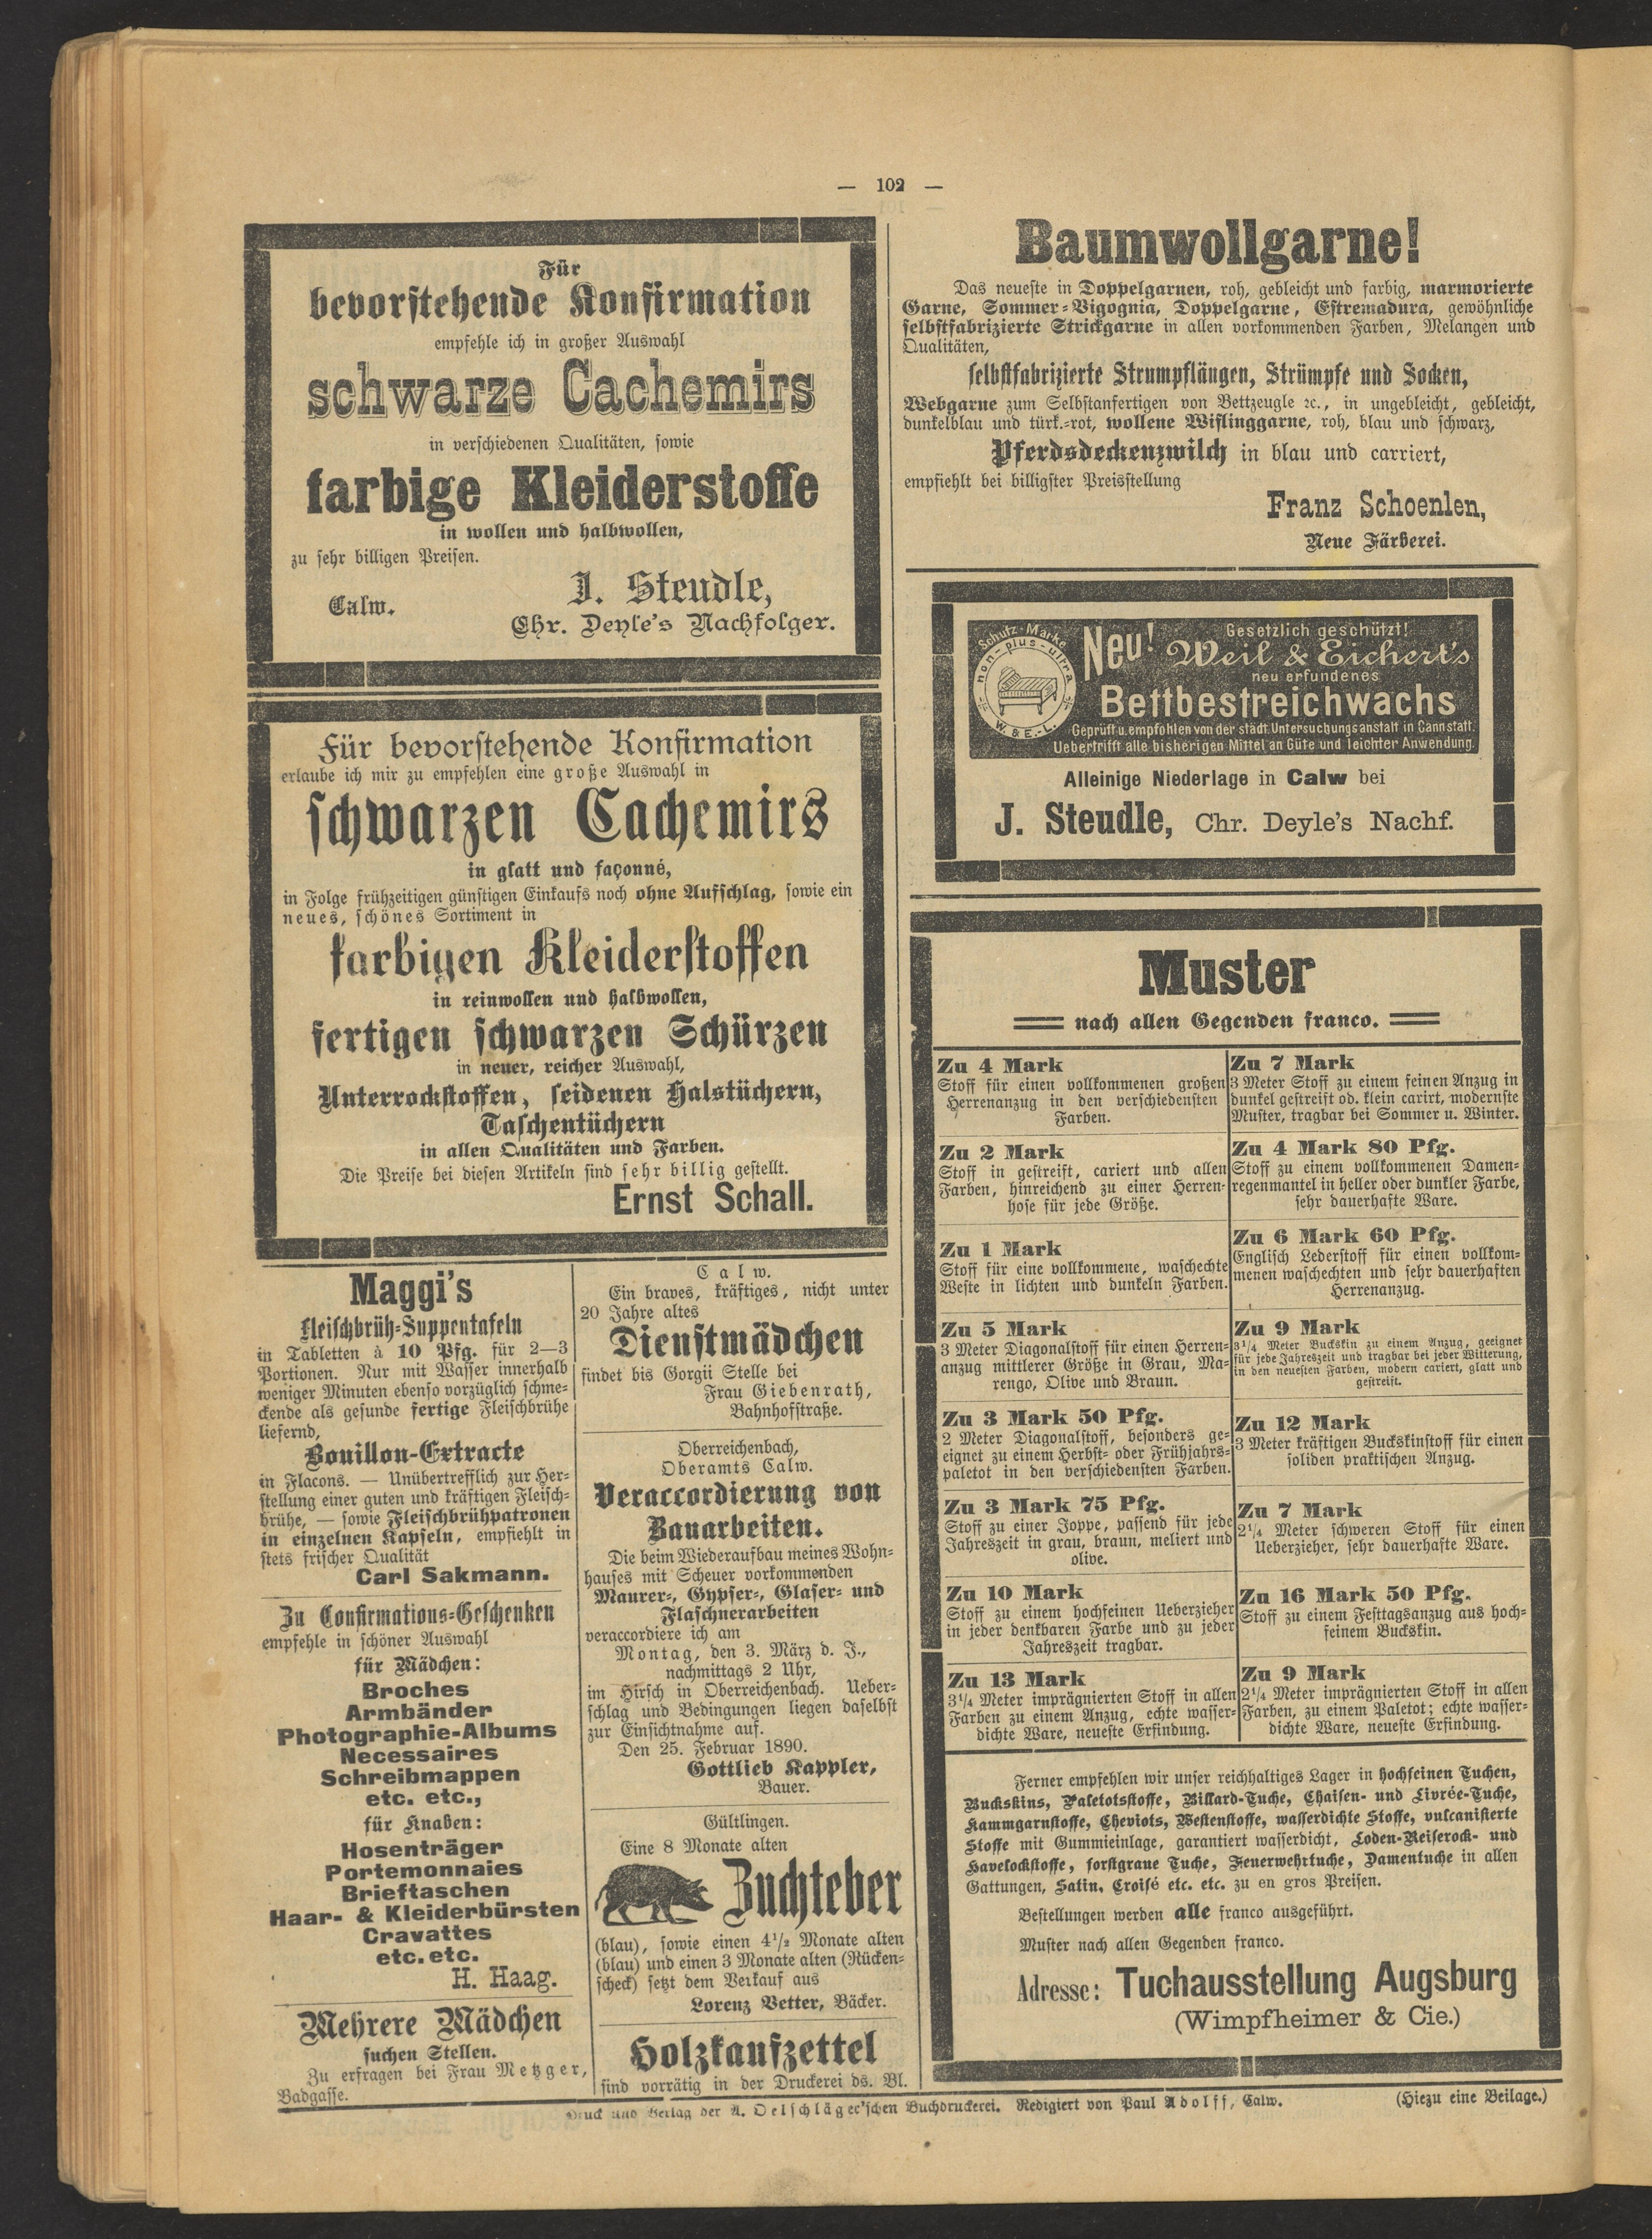 — 102 —
Für
bevorstehende Konfirmation
empfehle ich in großer Auswahl
schwarze Cachemirs
in verschiedenen Qualitäten, sowie
farbige Kleiderstoffe
in wollen und halbwollen,
zu sehr billigen Preisen.
J. Steudle,
Calw.
Chr. Deyle's Nachfolger.
Für bevorstehende Konfirmation
erlaube ich mir zu empfehlen eine große Auswahl in
schwarzen Cachemirs
in glatt und façonné,
in Folge frühzeitigen günstigen Einkaufs noch ohne Aufschlag, sowie ein
neues, schönes Sortiment in
farbigen Kleiderstoffen
in reinwollen und halbwollen,
fertigen schwarzen Schürzen
in neuer, reicher Auswahl,
Unterrockstoffen, seidenen Halstüchern,
Taschentüchern
in allen Qualitäten und Farben.
Die Preise bei diesen Artikeln sind sehr billig gestellt.
Ernst Schall.
Maggi's
Fleischbrüh-Suppentafeln
in Tabletten à 10 Pfg. für 2—3
Portionen. Nur mit Wasser innerhalb
weniger Minuten ebenso vorzüglich schme-
ckende als gesunde fertige Fleischbrühe
liefernd,
Bouillon-Extracte
in Flacons. — Unübertrefflich zur Her-
stellung einer guten und kräftigen Fleisch-
brühe, — sowie Fleischbrühpatronen
in einzelnen Kapseln, empfiehlt in
stets frischer Qualität
Carl Sakmann.
Zu Confirmations-Geschenken
empfehle in schöner Auswahl
für Mädchen:
Broches
Armbänder
Photographie-Albums
Necessaires
Schreibmappen
etc. etc.,
für Knaben:
Hosenträger
Portemonnaies
Brieftaschen
Haar- & Kleiderbürsten
Cravattes
etc. etc.
H. Haag.
Mehrere Mädchen
suchen Stellen.
Zu erfragen bei Frau Metzger,
Badgasse.
Calw.
Ein braves, kräftiges, nicht unter
20 Jahre altes
Dienstmädchen
findet bis Gorgii Stelle bei
Frau Giebenrath,
Bahnhofstraße.
Oberreichenbach,
Oberamts Calw.
Veraccordierung von
Bauarbeiten.
Die beim Wiederaufbau meines Wohn-
hauses mit Scheuer vorkommenden
Maurer-, Gypser-, Glaser- und
Flaschnerarbeiten
veraccordiere ich am
Montag, den 3. März d. J.,
nachmittags 2 Uhr,
im Hirsch in Oberreichenbach. Ueber-
schlag und Bedingungen liegen daselbst
zur Einsichtnahme auf.
Den 25. Februar 1890.
Gottlieb Kappler,
Bauer.
Gültlingen.
Eine 8 Monate alten
Zuchteber
(blau), sowie einen 4½ Monate alten
(blau) und einen 3 Monate alten (Rücken-
scheck) setzt dem Verkauf aus
Lorenz Vetter, Bäcker.
Holzkaufzettel
sind vorrätig in der Druckerei ds. Bl.
Baumwollgarne!
Das neueste in Doppelgarnen, roh, gebleicht und farbig, marmorierte
Garne, Sommer-Vigognia, Doppelgarne, Estremadura, gewöhnliche
selbstfabrizierte Strickgarne in allen vorkommenden Farben, Melangen und
Qualitäten,
selbstfabrizierte Strumpflängen, Strümpfe und Socken,
Webgarne zum Selbstanfertigen von Bettzeugle ꝛc., in ungebleicht, gebleicht,
dunkelblau und türk.-rot, wollene Wiflinggarne, roh, blau und schwarz,
Pferdsdeckenzwilch in blau und carriert,
empfiehlt bei billigster Preisstellung
Franz Schoenlen,
Neue Färberei.
Schutz-Marke
non-plus-ultra
W. & E.-L.
Neu!
Gesetzlich geschützt!
Weil & Eichert's
neu erfundenes
Bettbestreichwachs
Geprüft u. empfohlen von der städt. Untersuchungsanstalt in Cannstatt.
Uebertrifft alle bisherigen Mittel an Güte und leichter Anwendung.
Alleinige Niederlage in Calw bei
J. Steudle, Chr. Deyle's Nachf.
Muster
nach allen Gegenden franco.
Zu 4 Mark
Stoff für einen vollkommenen großen
Herrenanzug in den verschiedensten
Farben.
Zu 2 Mark
Stoff in gestreift, cariert und allen
Farben, hinreichend zu einer Herren-
hose für jede Größe.
Zu 1 Mark
Stoff für eine vollkommene, waschechte
Weste in lichten und dunkeln Farben.
Zu 5 Mark
3 Meter Diagonalstoff für einen Herren-
anzug mittlerer Größe in Grau, Ma-
rengo, Olive und Braun.
Zu 3 Mark 50 Pfg.
2 Meter Diagonalstoff, besonders ge-
eignet zu einem Herbst- oder Frühjahrs-
paletot in den verschiedensten Farben.
Zu 3 Mark 75 Pfg.
Stoff zu einer Joppe, passend für jede
Jahreszeit in grau, braun, meliert und
olive.
Zu 10 Mark
Stoff zu einem hochfeinen Ueberzieher
in jeder denkbaren Farbe und zu jeder
Jahreszeit tragbar.
Zu 13 Mark
3¼ Meter imprägnierten Stoff in allen
Farben zu einem Anzug, echte wasser-
dichte Ware, neueste Erfindung.
Zu 7 Mark
3 Meter Stoff zu einem feinen Anzug in
dunkel gestreift od. klein carirt, modernste
Muster, tragbar bei Sommer u. Winter.
Zu 4 Mark 80 Pfg.
Stoff zu einem vollkommenen Damen-
regenmantel in heller oder dunkler Farbe,
sehr dauerhafte Ware.
Zu 6 Mark 60 Pfg.
Englisch Lederstoff für einen vollkom-
menen waschechten und sehr dauerhaften
Herrenanzug.
Zu 9 Mark
3¼ Meter Buckskin zu einem Anzug, geeignet
für jede Jahreszeit und tragbar bei jeder Witterung,
in den neuesten Farben, modern cariert, glatt und
gestreift.
Zu 12 Mark
3 Meter kräftigen Buckskinstoff für einen
soliden praktischen Anzug.
Zu 7 Mark
2¼ Meter schweren Stoff für einen
Ueberzieher, sehr dauerhafte Ware.
Zu 16 Mark 50 Pfg.
Stoff zu einem Festtagsanzug aus hoch-
feinem Buckskin.
Zu 9 Mark
2¼ Meter imprägnierten Stoff in allen
Farben, zu einem Paletot; echte wasser-
dichte Ware, neueste Erfindung.
Ferner empfehlen wir unser reichhaltiges Lager in hochfeinen Tuchen,
Buckskins, Paletotsstoffe, Billard-Tuche, Chaisen- und Livrée-Tuche,
Kammgarnstoffe, Cheviots, Westenstoffe, wasserdichte Stoffe, vulcanisierte
Stoffe mit Gummieinlage, garantiert wasserdicht, Loden-Reiserock- und
Havelockstoffe, forstgraue Tuche, Feuerwehrtuche, Damentuche in allen
Gattungen, Satin, Croisé etc. etc. zu en gros Preisen.
Bestellungen werden alle franco ausgeführt.
Muster nach allen Gegenden franco.
Adresse: Tuchausstellung Augsburg
(Wimpfheimer & Cie.)
Druck und Verlag der A. Oelschläger'schen Buchdruckerei. Redigiert von Paul Adolff, Calw.
(Hiezu eine Beilage.)